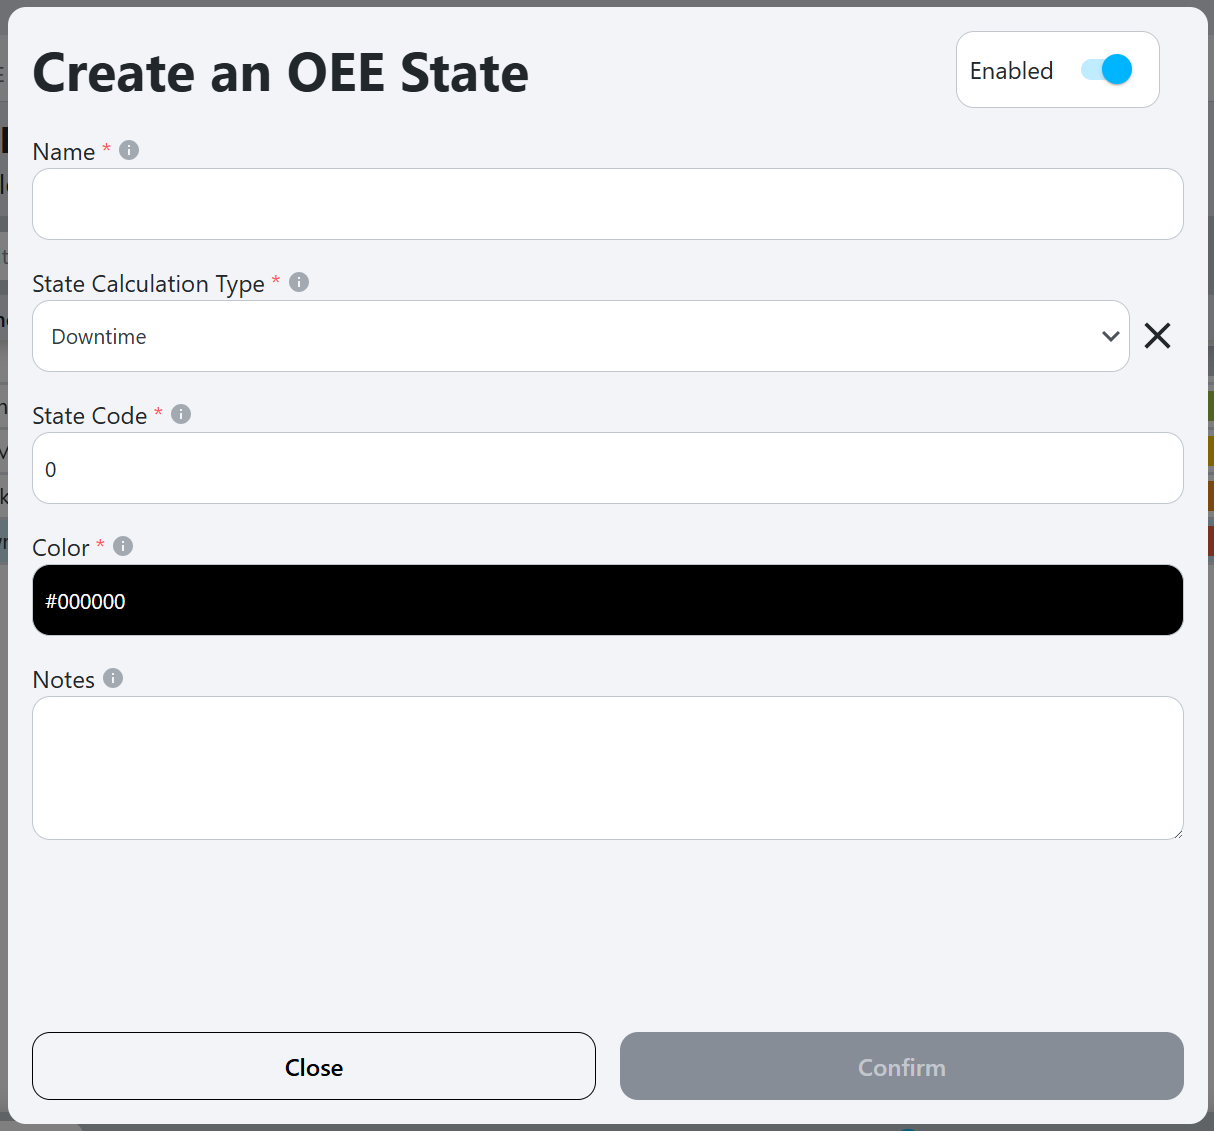 Create an OEE State
Enabled
Name *
State Calculation Type *
Downtime
State Code *
0
Color *
#000000
Notes
Close
Confirm